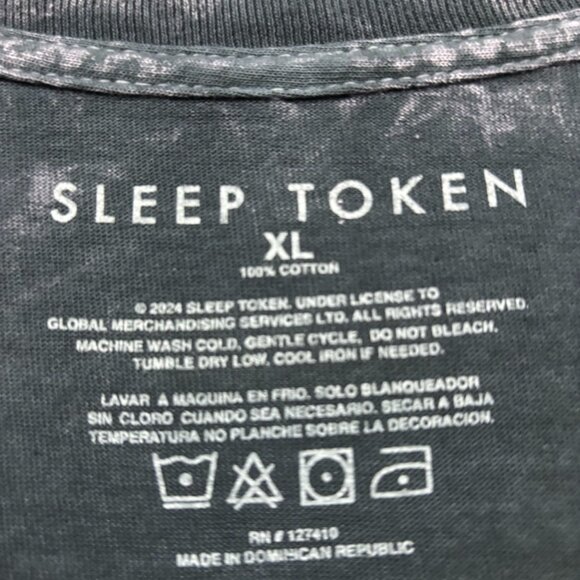 SLEEP TOKEN
XL
100% COTTON
© 2024 SLEEP TOKEN. UNDER LICENSE TO
GLOBAL MERCHANDISING SERVICES LTD. ALL RIGHTS RESERVED.
MACHINE WASH COLD, GENTLE CYCLE, DO NOT BLEACH.
TUMBLE DRY LOW, COOL IRON IF NEEDED.
LAVAR A MAQUINA EN FRIO. SOLO BLANQUEADOR
SIN CLORO CUANDO SEA NECESARIO. SECAR A BAJA
TEMPERATURA NO PLANCHE SOBRE LA DECORACION.
RN # 127410
MADE IN DOMINICAN REPUBLIC